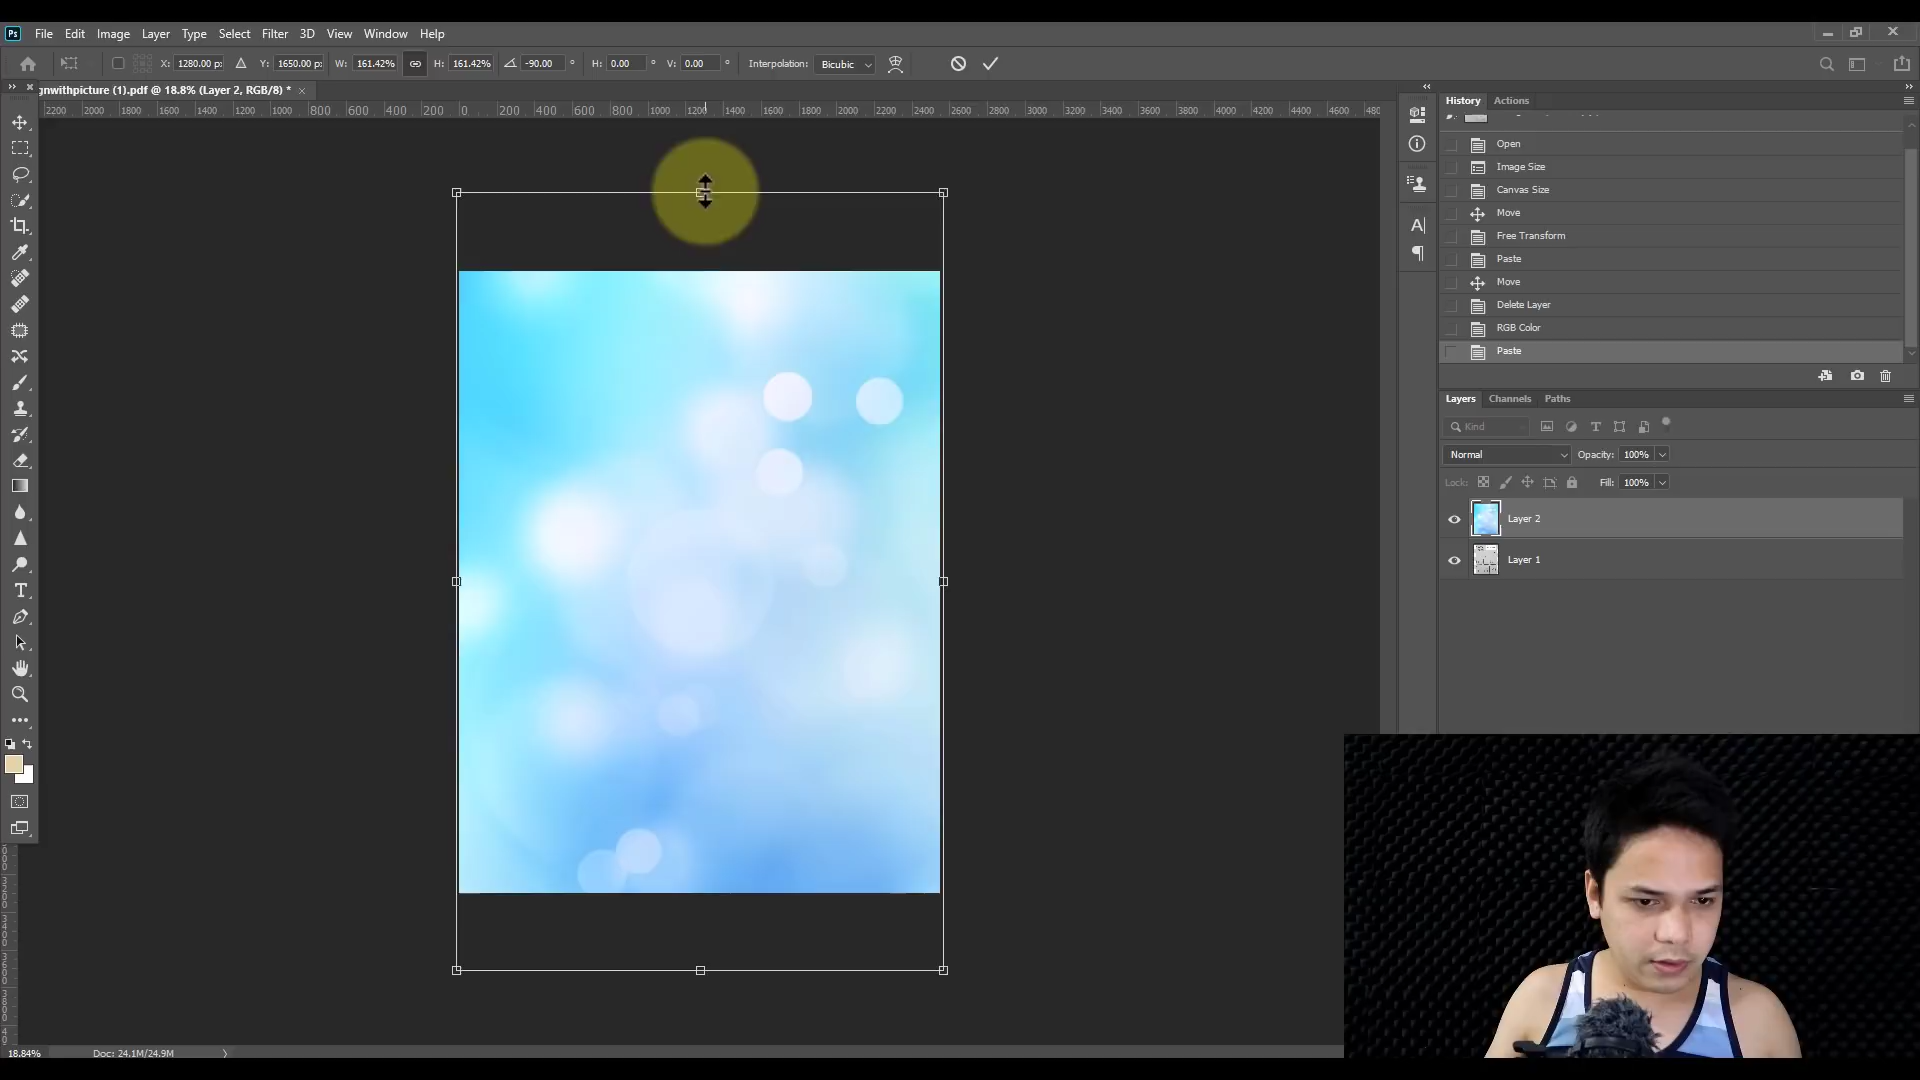 Ps File Edit Image Layer Type Select Filter 3D View Window Help
X: 1280.00 p: Y: 1650.00 p: W: 161.42% H: 161.42% -90.00 ° H: 0.00 ° V: 0.00 ° Interpolation: Bicubic
gnwithpicture (1).pdf @ 18.8% (Layer 2, RGB/8) *
2200 2000 1800 1600 1400 1200 1000 800 600 400 200 0 200 400 600 800 1000 1200 1400 1600 1800 2000 2200 2400 2600 2800 3000 3200 3400 3600 3800 4000 4200 4400 4600 480
History Actions
Open
Image Size
Canvas Size
Move
Free Transform
Paste
Move
Delete Layer
RGB Color
Paste
Layers Channels Paths
Kind
Normal Opacity: 100%
Lock: Fill: 100%
Layer 2
Layer 1
18.84% Doc: 24.1M/24.9M